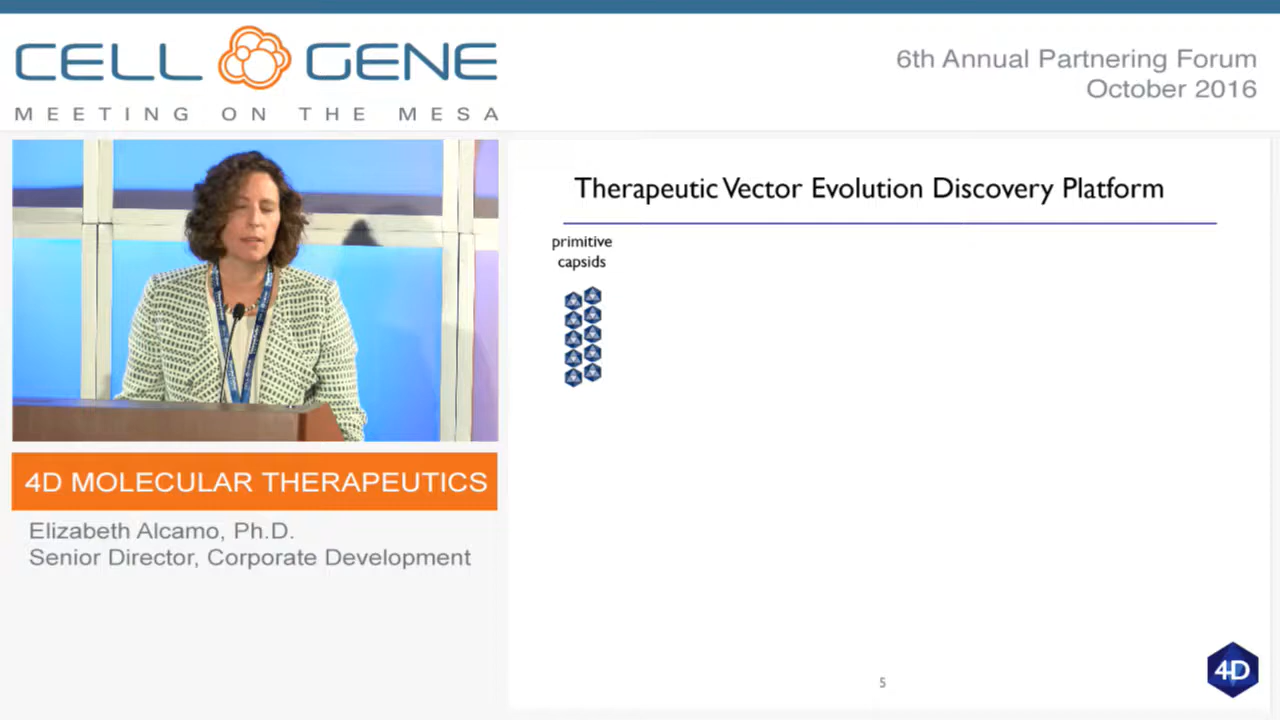 CELL GENE
MEETING ON THE MESA
6th Annual Partnering Forum
October 2016
Therapeutic Vector Evolution Discovery Platform
primitive
capsids
4D MOLECULAR THERAPEUTICS
Elizabeth Alcamo, Ph.D.
Senior Director, Corporate Development
5
4D